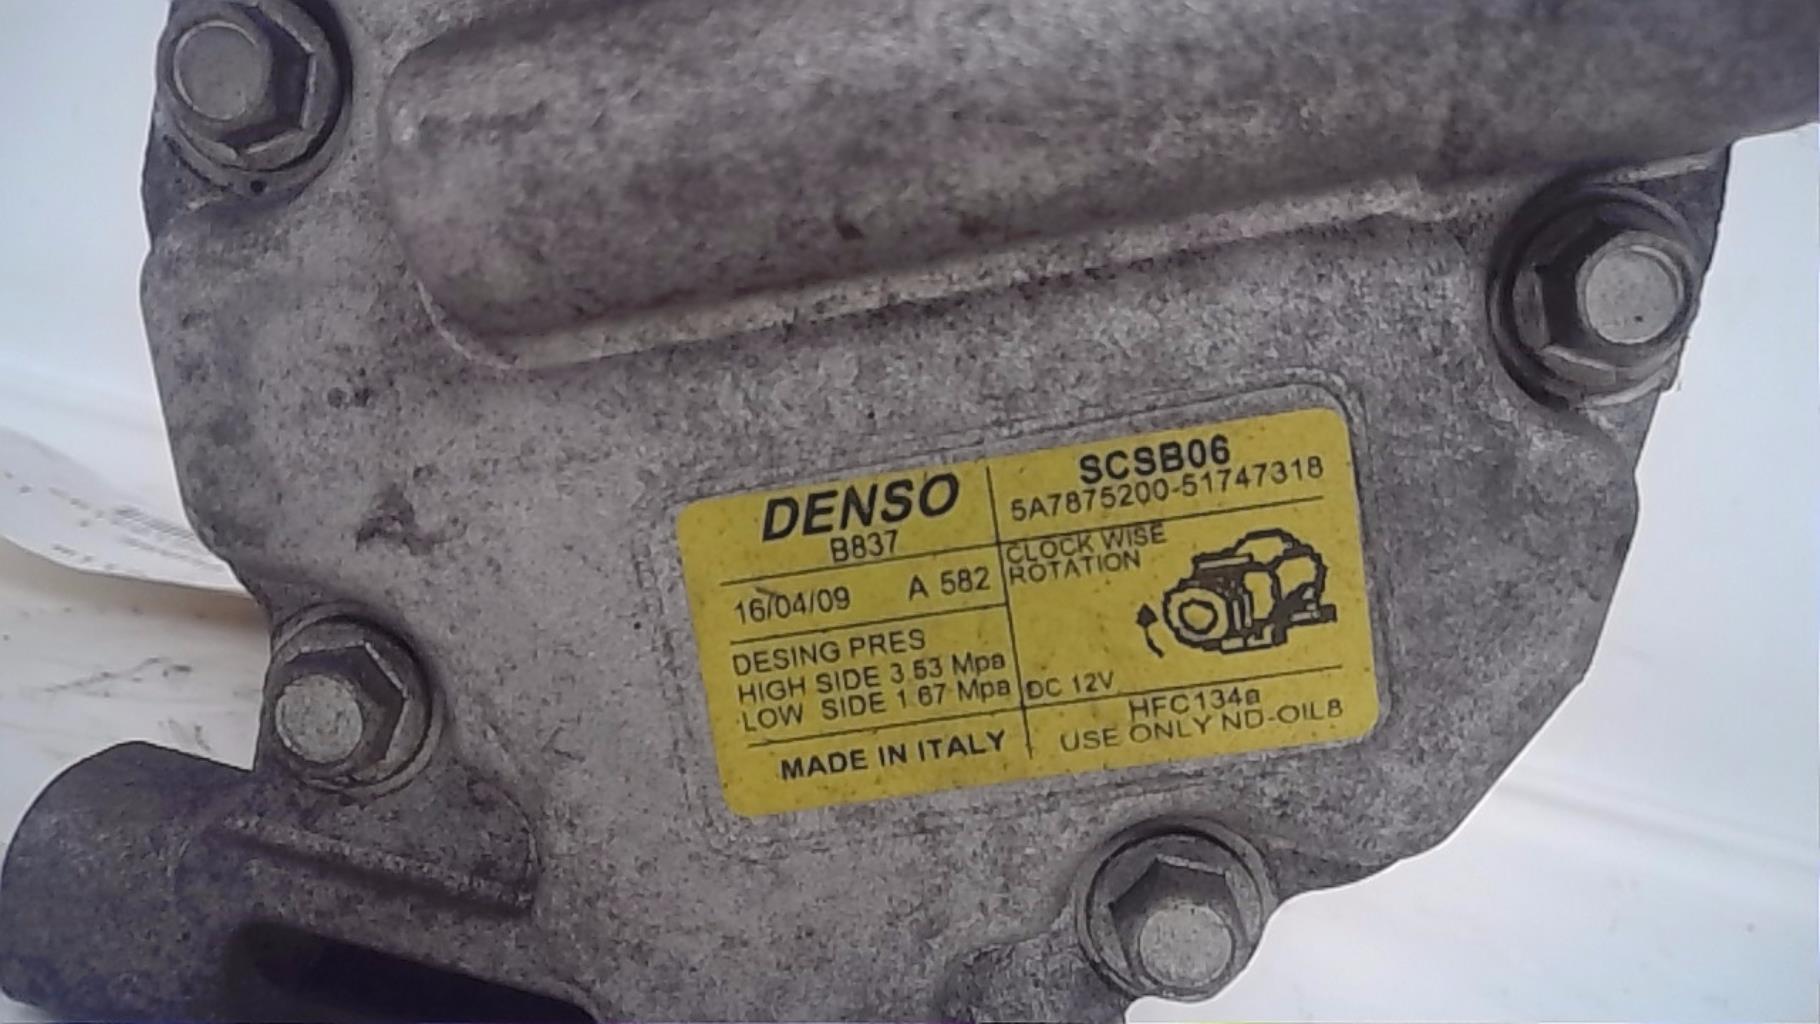 DENSO
B837
SCSB06
5A7875200-51747318
16/04/09 A 582
CLOCK WISE
ROTATION
DESING PRES
HIGH SIDE 3.53 Mpa
LOW SIDE 1.67 Mpa
DC 12V
MADE IN ITALY
HFC134a
USE ONLY ND-OIL8